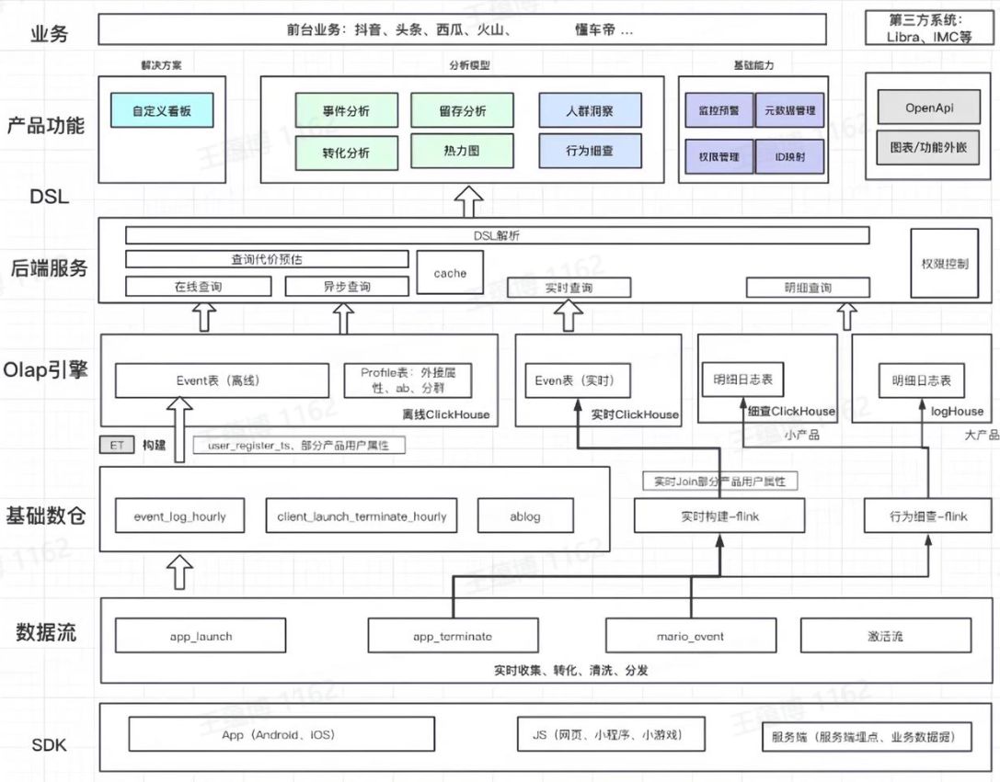 业务
前台业务：抖音、头条、西瓜、火山、 懂车帝 ...
第三方系统：
Libra、IMC等
解决方案
分析模型
基础能力
产品功能
自定义看板
事件分析
留存分析
人群洞察
监控预警
元数据管理
OpenApi
转化分析
热力图
行为细查
权限管理
ID映射
图表/功能外嵌
DSL
DSL解析
后端服务
查询代价预估
cache
权限控制
在线查询
异步查询
实时查询
明细查询
Olap引擎
Event表（离线）
Profile表：外接属
性、ab、分群
Even表（实时）
明细日志表
明细日志表
离线ClickHouse
实时ClickHouse
细查ClickHouse
logHouse
小产品
大产品
ET
构建
user_register_ts、部分产品用户属性
实时Join部分产品用户属性
基础数仓
event_log_hourly
client_launch_terminate_hourly
ablog
实时构建-flink
行为细查-flink
数据流
app_launch
app_terminate
mario_event
激活流
实时收集、转化、清洗、分发
SDK
App（Android、iOS）
JS（网页、小程序、小游戏）
服务端（服务端埋点、业务数据掘）
王蕴博 1162